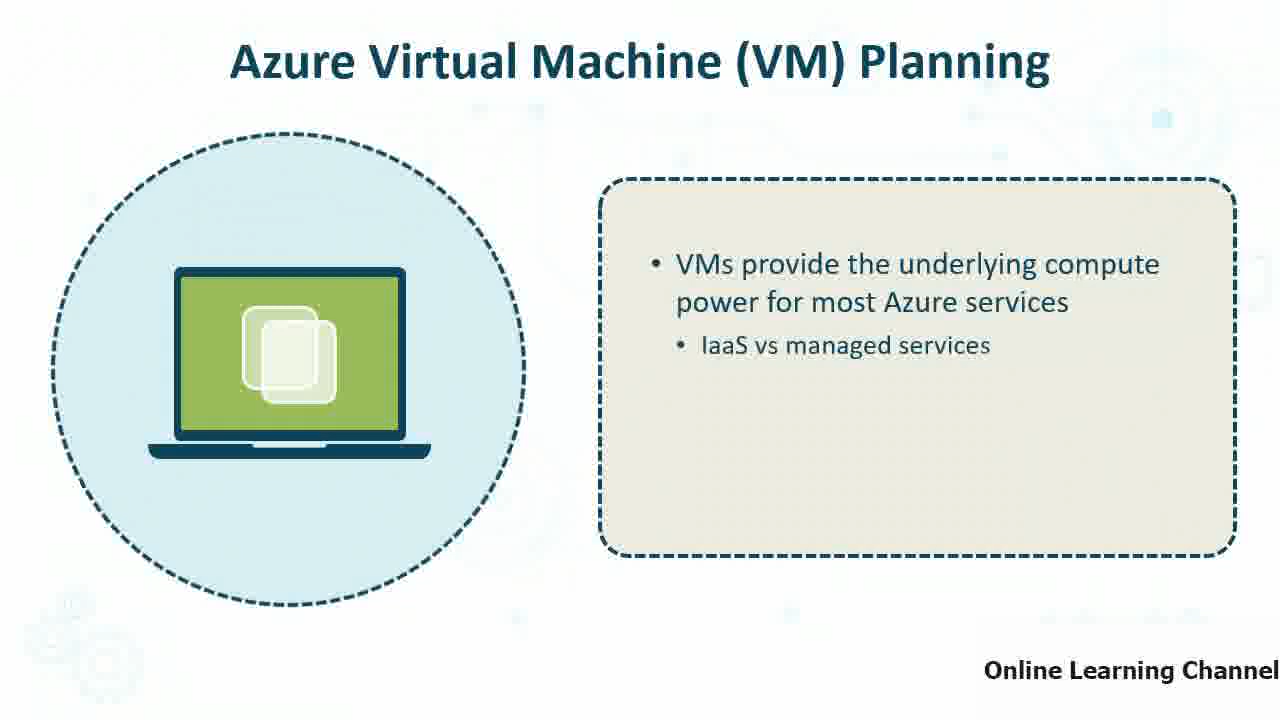 Azure Virtual Machine (VM) Planning
• VMs provide the underlying compute
power for most Azure services
• IaaS vs managed services
Online Learning Channel